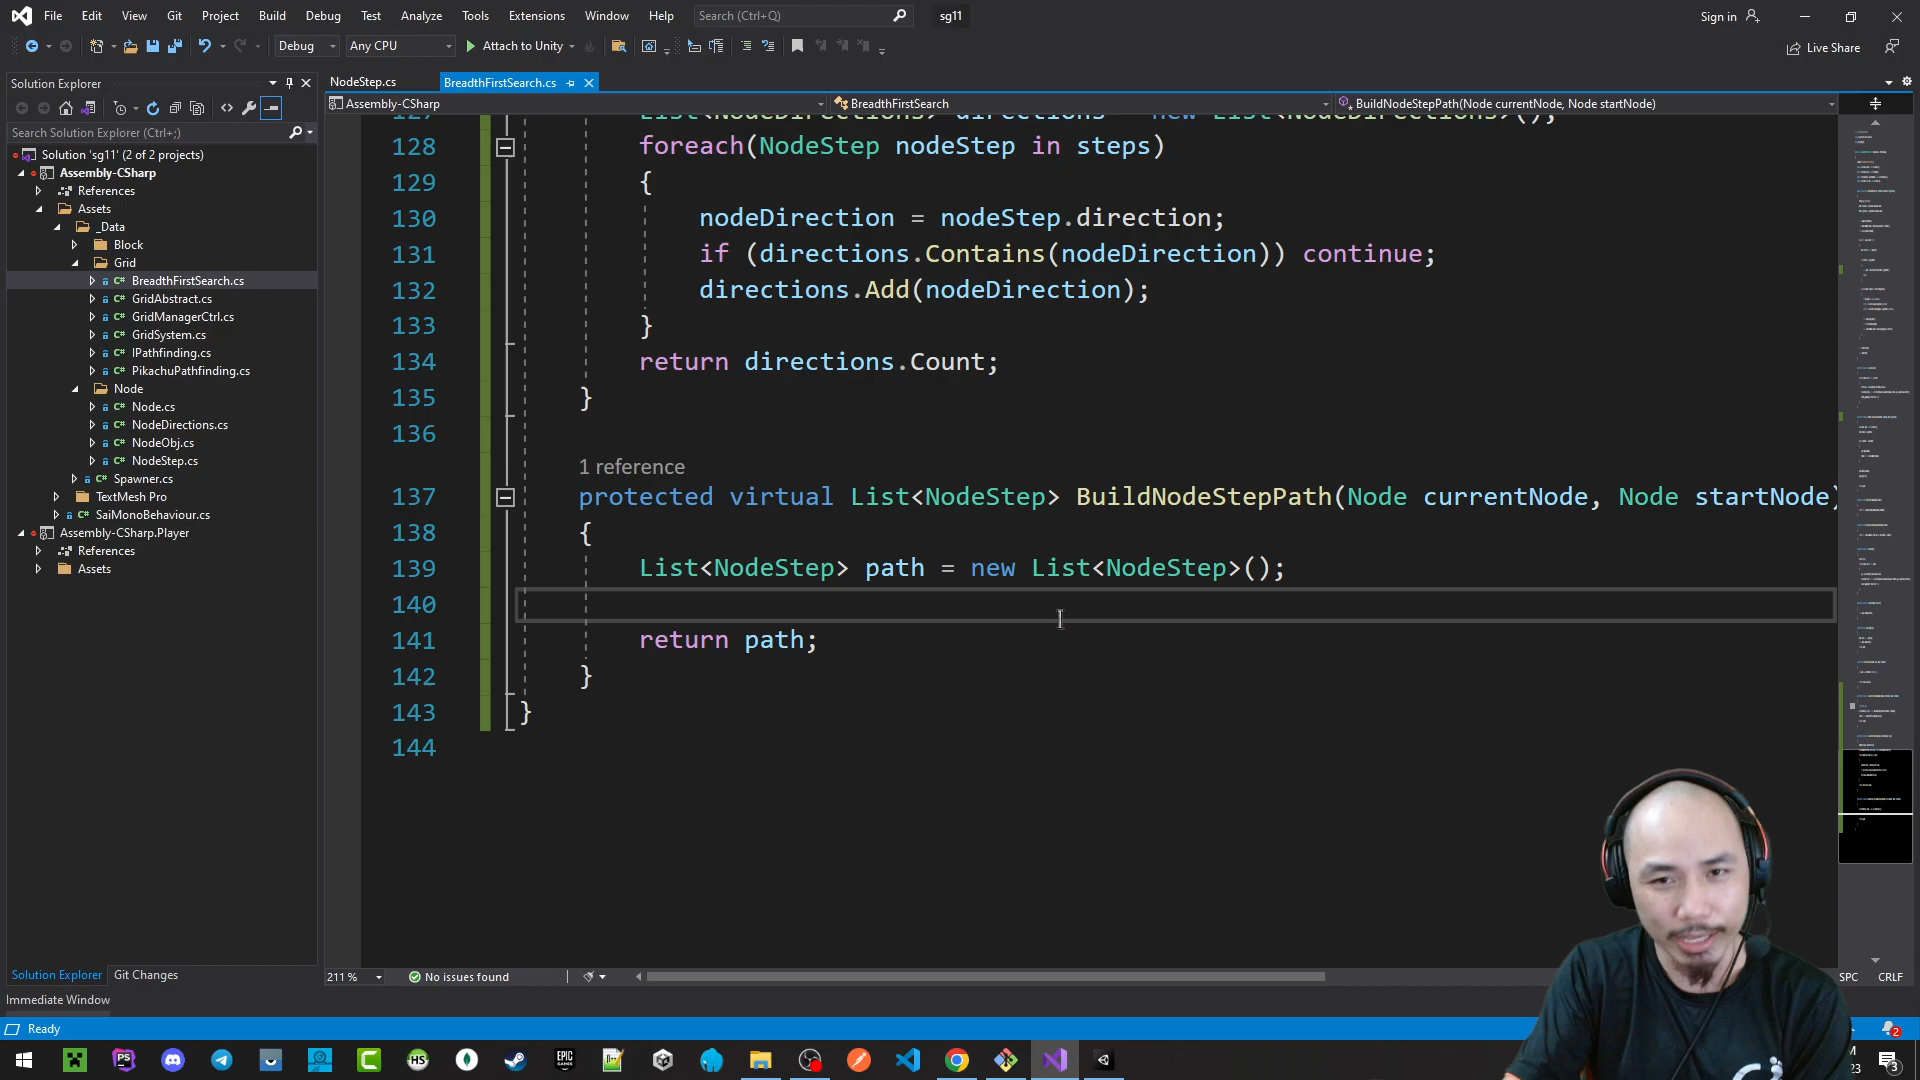 File Edit View Git Project Build Debug Test Analyze Tools Extensions Window Help Search (Ctrl+Q) sg11 Sign in
Debug Any CPU Attach to Unity Live Share
Solution Explorer
Search Solution Explorer (Ctrl+;)
Solution 'sg11' (2 of 2 projects)
Assembly-CSharp
References
Assets
_Data
Block
Grid
BreadthFirstSearch.cs
GridAbstract.cs
GridManagerCtrl.cs
GridSystem.cs
IPathfinding.cs
PikachuPathfinding.cs
Node
Node.cs
NodeDirections.cs
NodeObj.cs
NodeStep.cs
Spawner.cs
TextMesh Pro
SaiMonoBehaviour.cs
Assembly-CSharp.Player
References
Assets
Solution Explorer Git Changes
NodeStep.cs BreadthFirstSearch.cs
Assembly-CSharp BreadthFirstSearch BuildNodeStepPath(Node currentNode, Node startNode)
127 List<NodeDirections> directions = new List<NodeDirections>();
128 foreach(NodeStep nodeStep in steps)
129 {
130 nodeDirection = nodeStep.direction;
131 if (directions.Contains(nodeDirection)) continue;
132 directions.Add(nodeDirection);
133 }
134 return directions.Count;
135 }
136
1 reference
137 protected virtual List<NodeStep> BuildNodeStepPath(Node currentNode, Node startNode)
138 {
139 List<NodeStep> path = new List<NodeStep>();
140
141 return path;
142 }
143 }
144
211 % No issues found SPC CRLF
Immediate Window
Ready 2
PS HS EPIC GAMES M
23 3